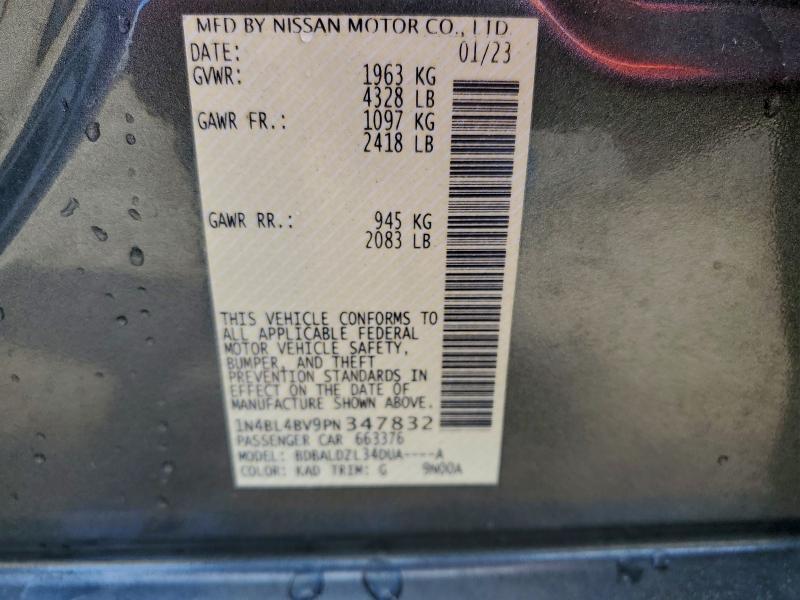 MFD BY NISSAN MOTOR CO., LTD.
DATE: 01/23
GVWR: 1963 KG
4328 LB
GAWR FR.: 1097 KG
2418 LB
GAWR RR.: 945 KG
2083 LB
THIS VEHICLE CONFORMS TO
ALL APPLICABLE FEDERAL
MOTOR VEHICLE SAFETY,
BUMPER, AND THEFT
PREVENTION STANDARDS IN
EFFECT ON THE DATE OF
MANUFACTURE SHOWN ABOVE.
1N4BL4BV9PN347832
PASSENGER CAR 663376
MODEL: BDBALDZL34DUA----A
COLOR: KAD TRIM: G 9N00A